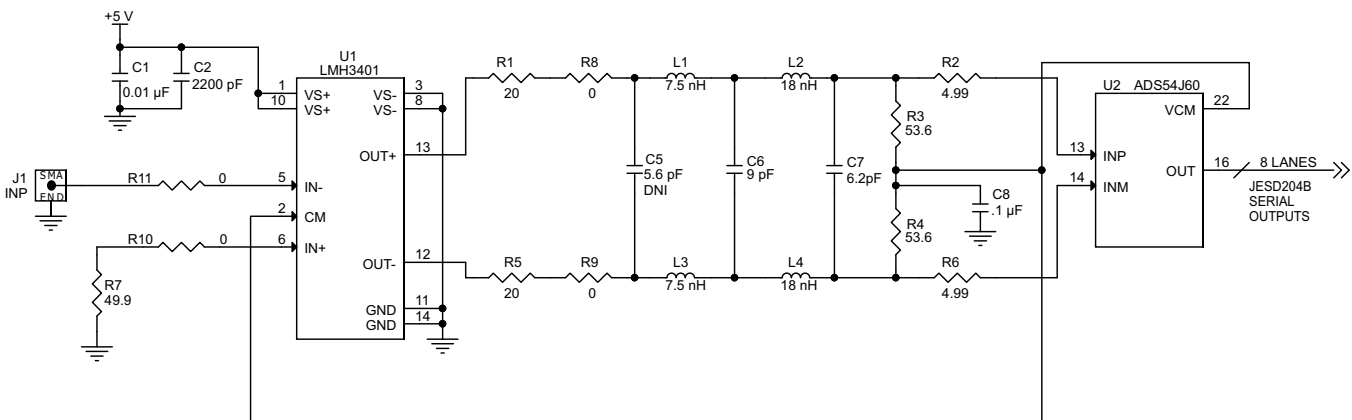 +5 V
C1
0.01 µF
C2
2200 pF
U1
LMH3401
1
VS+
10
VS+
VS-
3
VS-
8
OUT+
13
J1
INP
SMA
END
R11
0
5
IN-
2
CM
R10
0
6
IN+
R7
49.9
OUT-
12
GND
11
GND
14
R1
20
R8
0
L1
7.5 nH
L2
18 nH
R2
4.99
R3
53.6
C5
5.6 pF
DNI
C6
9 pF
C7
6.2pF
C8
.1 µF
R4
53.6
R5
20
R9
0
L3
7.5 nH
L4
18 nH
R6
4.99
U2 ADS54J60
VCM
22
13
INP
14
INM
OUT
16
8 LANES
JESD204B
SERIAL
OUTPUTS